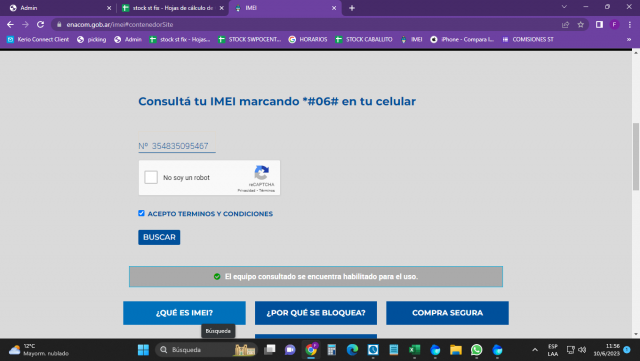 Admin
stock st fis - Hojas de cálculo de
IMEI
enacom.gob.ar/imei#contenedorSite
F
Kerio Connect Client
picking
Admin
stock st fis - Hojas...
STOCK SWPOCENT...
HORARIOS
STOCK CABALLITO
IMEI
iPhone - Compara I...
COMISIONES ST
Consultá tu IMEI marcando *#06# en tu celular
Nº 354835095467
No soy un robot
reCAPTCHA
Privacidad - Términos
ACEPTO TERMINOS Y CONDICIONES
BUSCAR
El equipo consultado se encuentra habilitado para el uso.
¿QUÉ ES IMEI?
¿POR QUÉ SE BLOQUEA?
COMPRA SEGURA
Búsqueda
12°C
Mayorm. nublado
Búsqueda
ESP
LAA
11:56
10/6/2023